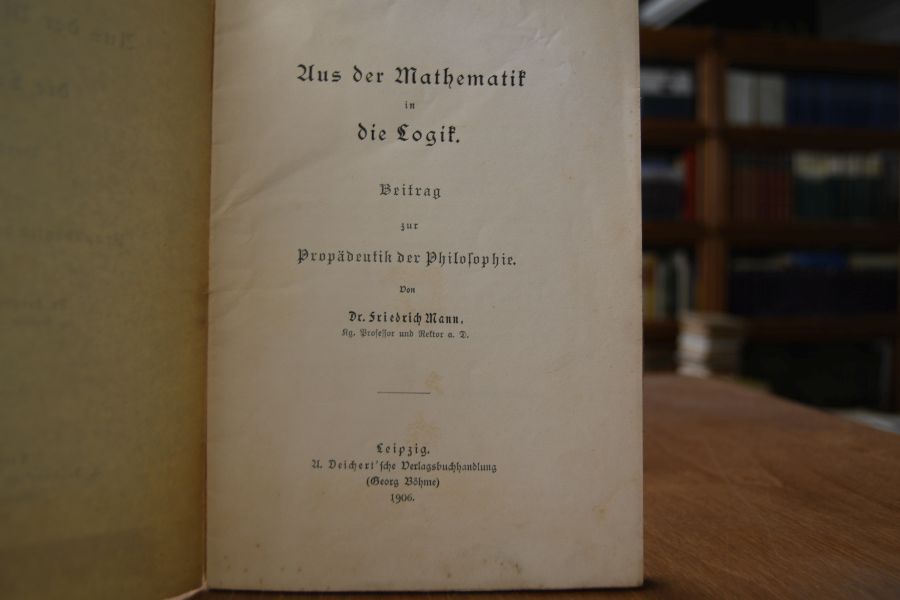 Aus der Mathematik
in
die Logik.
Beitrag
zur
Propädeutik der Philosophie.
Von
Dr. Friedrich Mann.
Kg. Professor und Rektor a. D.
Leipzig.
A. Deichert'sche Verlagsbuchhandlung
(Georg Böhme)
1906.